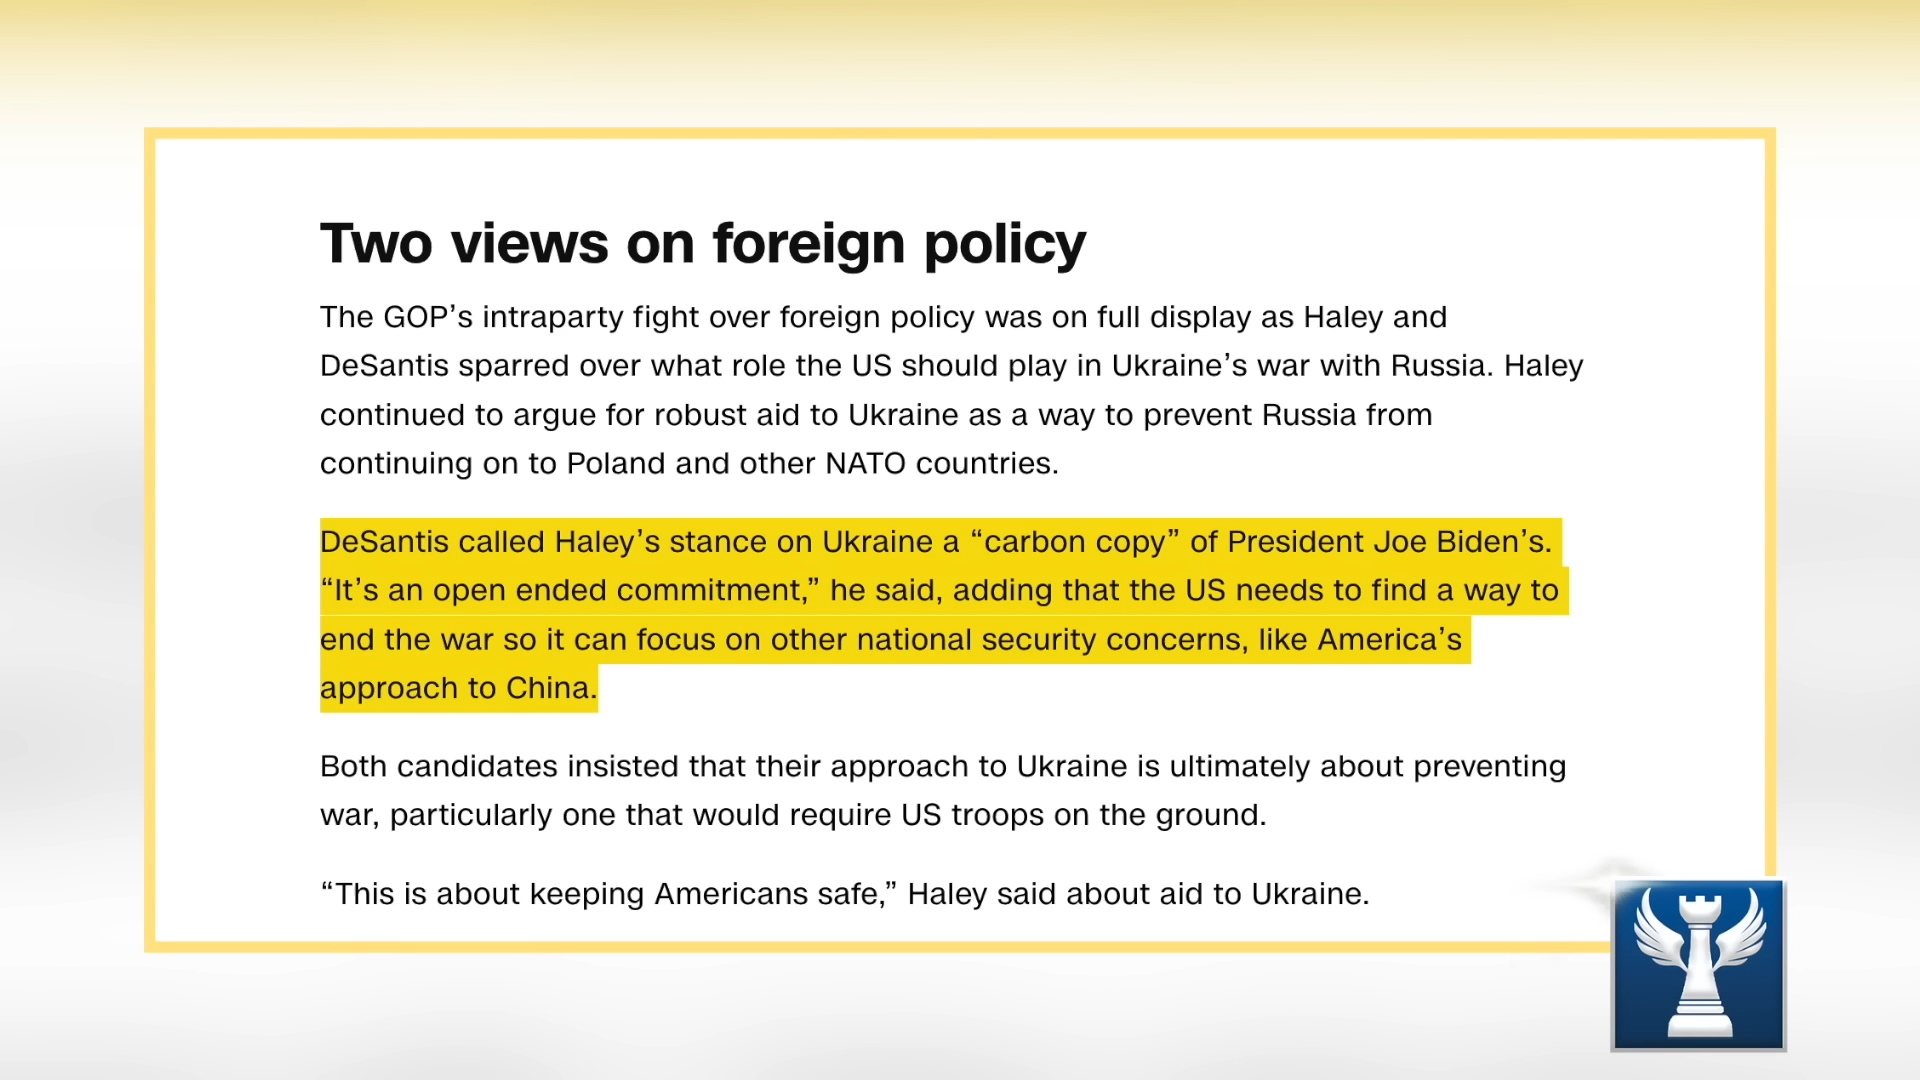 Two views on foreign policy
The GOP’s intraparty fight over foreign policy was on full display as Haley and
DeSantis sparred over what role the US should play in Ukraine’s war with Russia. Haley
continued to argue for robust aid to Ukraine as a way to prevent Russia from
continuing on to Poland and other NATO countries.
DeSantis called Haley’s stance on Ukraine a “carbon copy” of President Joe Biden’s.
“It’s an open ended commitment,” he said, adding that the US needs to find a way to
end the war so it can focus on other national security concerns, like America’s
approach to China.
Both candidates insisted that their approach to Ukraine is ultimately about preventing
war, particularly one that would require US troops on the ground.
“This is about keeping Americans safe,” Haley said about aid to Ukraine.